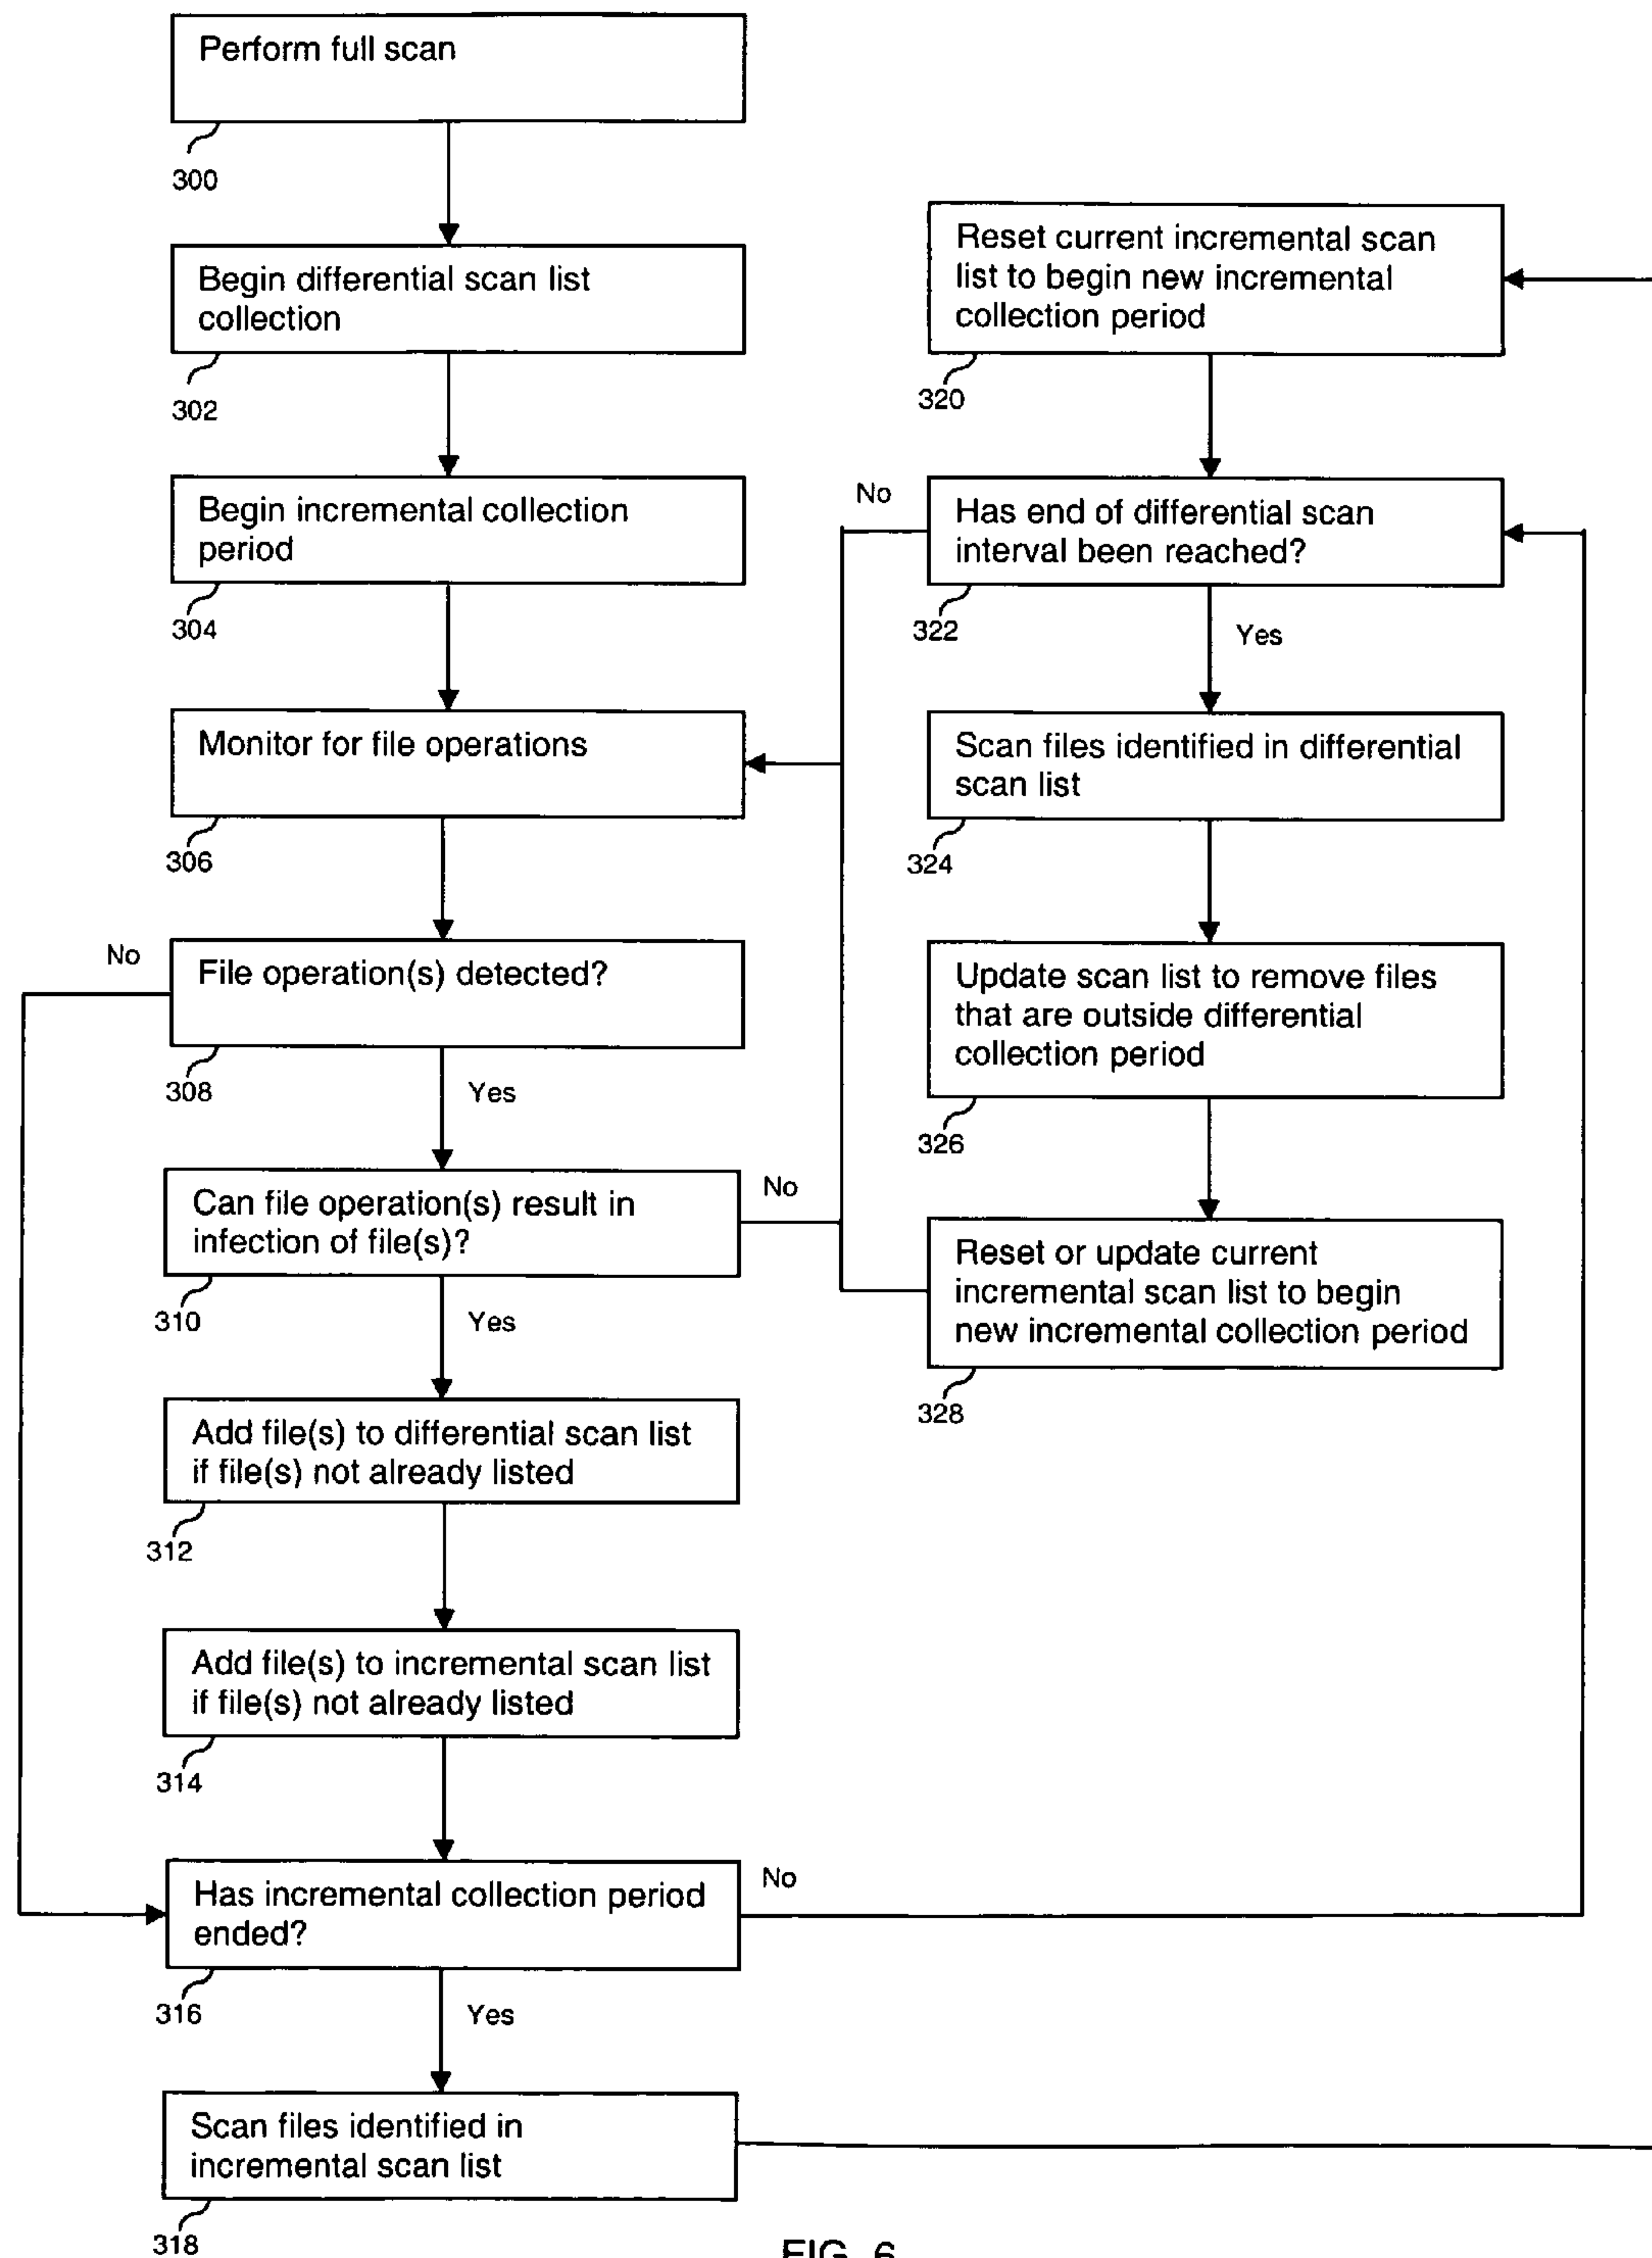 Perform full scan
300
Begin differential scan list
collection
302
Begin incremental collection
period
304
Monitor for file operations
306
No
File operation(s) detected?
308
Yes
Can file operation(s) result in
infection of file(s)?
No
310
Yes
Add file(s) to differential scan list
if file(s) not already listed
312
Add file(s) to incremental scan list
if file(s) not already listed
314
Has incremental collection period
ended?
No
316
Yes
Scan files identified in
incremental scan list
318
Reset current incremental scan
list to begin new incremental
collection period
320
No
Has end of differential scan
interval been reached?
322
Yes
Scan files identified in differential
scan list
324
Update scan list to remove files
that are outside differential
collection period
326
Reset or update current
incremental scan list to begin
new incremental collection period
328
FIG. 6